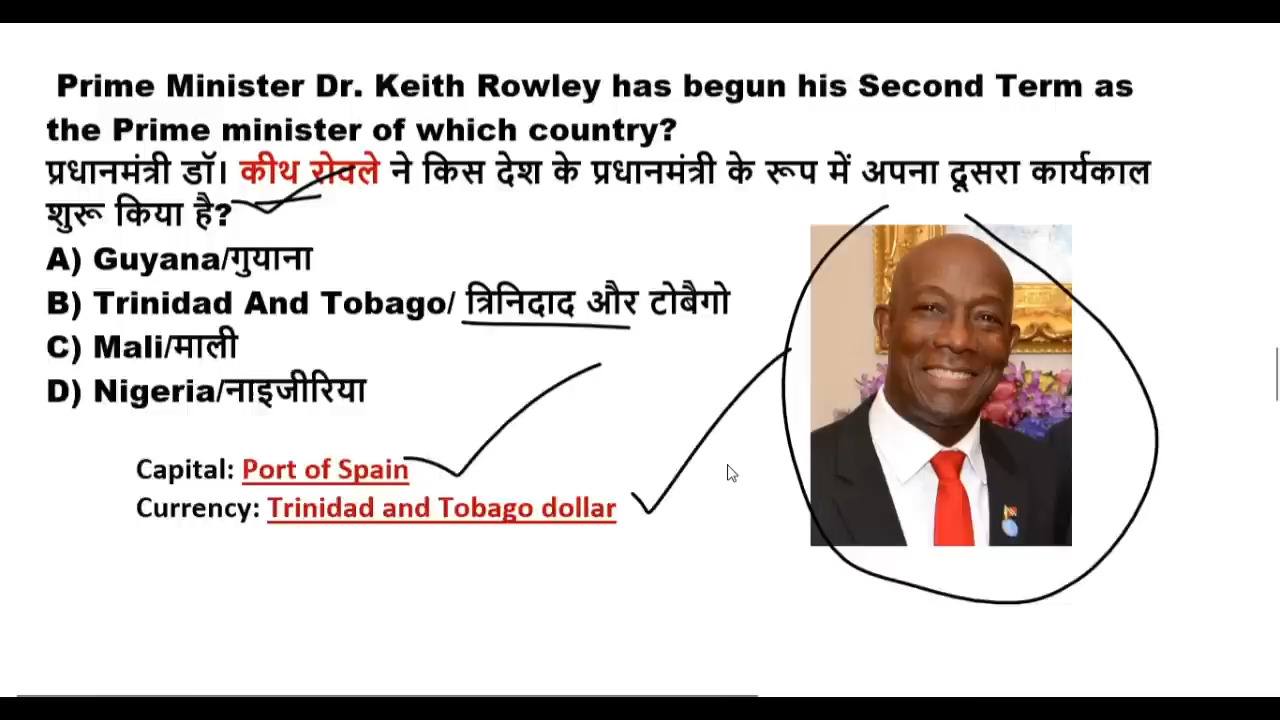 Prime Minister Dr. Keith Rowley has begun his Second Term as
the Prime minister of which country?
प्रधानमंत्री डॉ। कीथ रोवले ने किस देश के प्रधानमंत्री के रूप में अपना दूसरा कार्यकाल
शुरू किया है?
A) Guyana/गुयाना
B) Trinidad And Tobago/ त्रिनिदाद और टोबैगो
C) Mali/माली
D) Nigeria/नाइजीरिया
Capital: Port of Spain
Currency: Trinidad and Tobago dollar